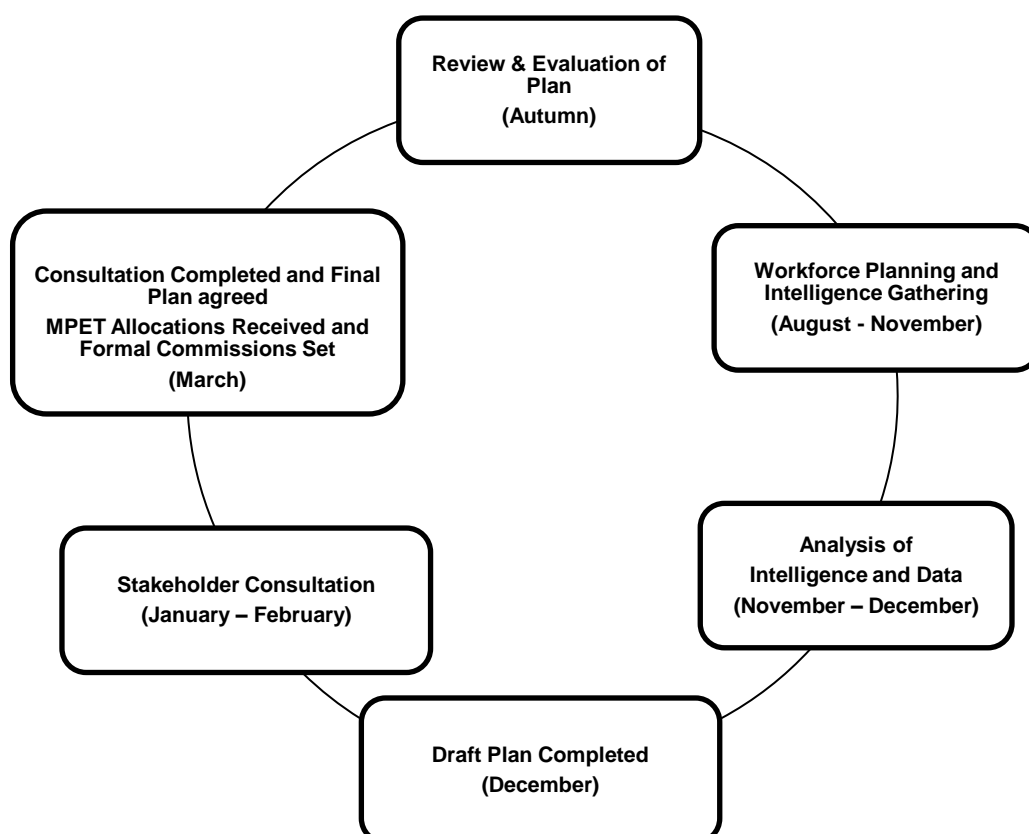 Review & Evaluation of
Plan
(Autumn)
Workforce Planning and
Intelligence Gathering
(August - November)
Analysis of
Intelligence and Data
(November – December)
Draft Plan Completed
(December)
Stakeholder Consultation
(January – February)
Consultation Completed and Final
Plan agreed
MPET Allocations Received and
Formal Commissions Set
(March)